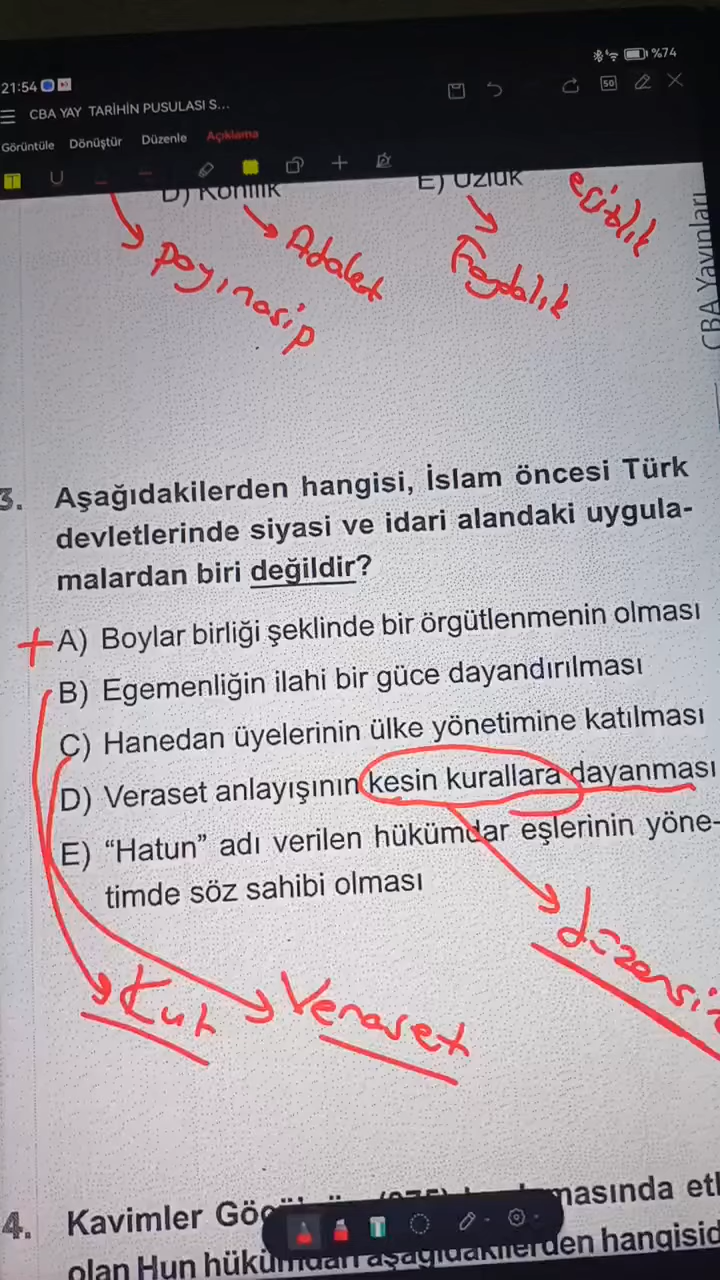 %74
21:54
CBA YAY TARİHİN PUSULASI S...
50
Görüntüle Dönüştür Düzenle Açıklama
T U
D) Konilik E) Uzluk eşitlik
pay, nasip
Adalet
Faydalık
CBA Yayınları
3. Aşağıdakilerden hangisi, İslam öncesi Türk
devletlerinde siyasi ve idari alandaki uygula-
malardan biri değildir?
+A) Boylar birliği şeklinde bir örgütlenmenin olması
B) Egemenliğin ilahi bir güce dayandırılması
C) Hanedan üyelerinin ülke yönetimine katılması
D) Veraset anlayışının kesin kurallara dayanması
E) “Hatun” adı verilen hükümdar eşlerinin yöne-
timde söz sahibi olması
düzensiz
Kut
Veraset
4. Kavimler masında etk
olan Hun hükümdarı aşağıdakilerden hangisid